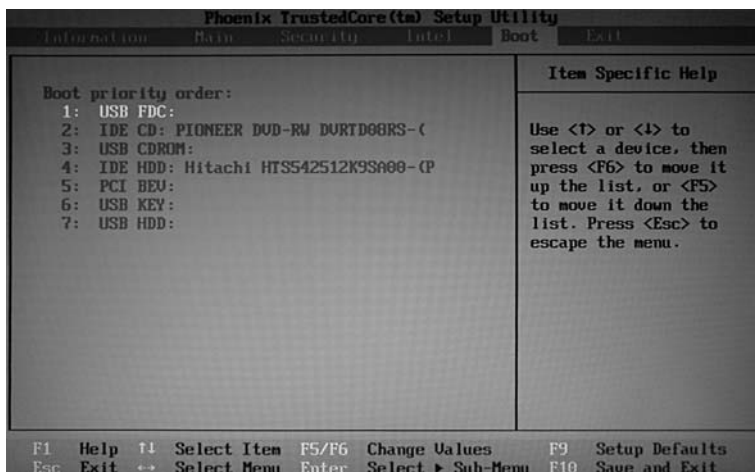 Phoenix TrustedCore(tm) Setup Utility
Information Main Security Intel Boot Exit
Boot priority order:
1: USB FDC:
2: IDE CD: PIONEER DVD-RW DVRTD08RS-(
3: USB CDROM:
4: IDE HDD: Hitachi HTS542512K9SA00-(P
5: PCI BEV:
6: USB KEY:
7: USB HDD:
Item Specific Help
Use <↑> or <↓> to
select a device, then
press <F6> to move it
up the list, or <F5>
to move it down the
list. Press <Esc> to
escape the menu.
F1 Help ↑↓ Select Item F5/F6 Change Values F9 Setup Defaults
Esc Exit ↔ Select Menu Enter Select ▶ Sub-Menu F10 Save and Exit